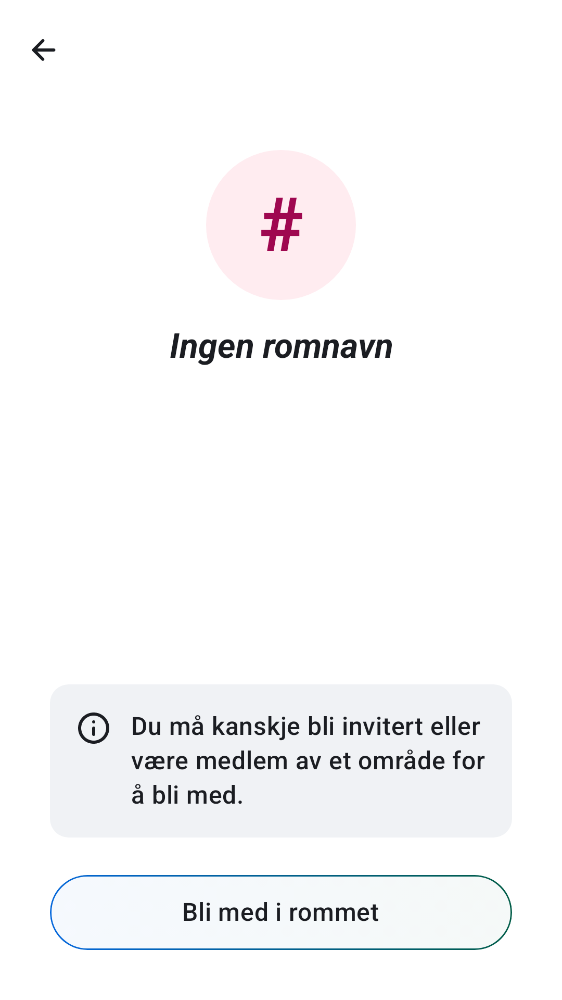 #
Ingen romnavn
Du må kanskje bli invitert eller
være medlem av et område for
å bli med.
Bli med i rommet